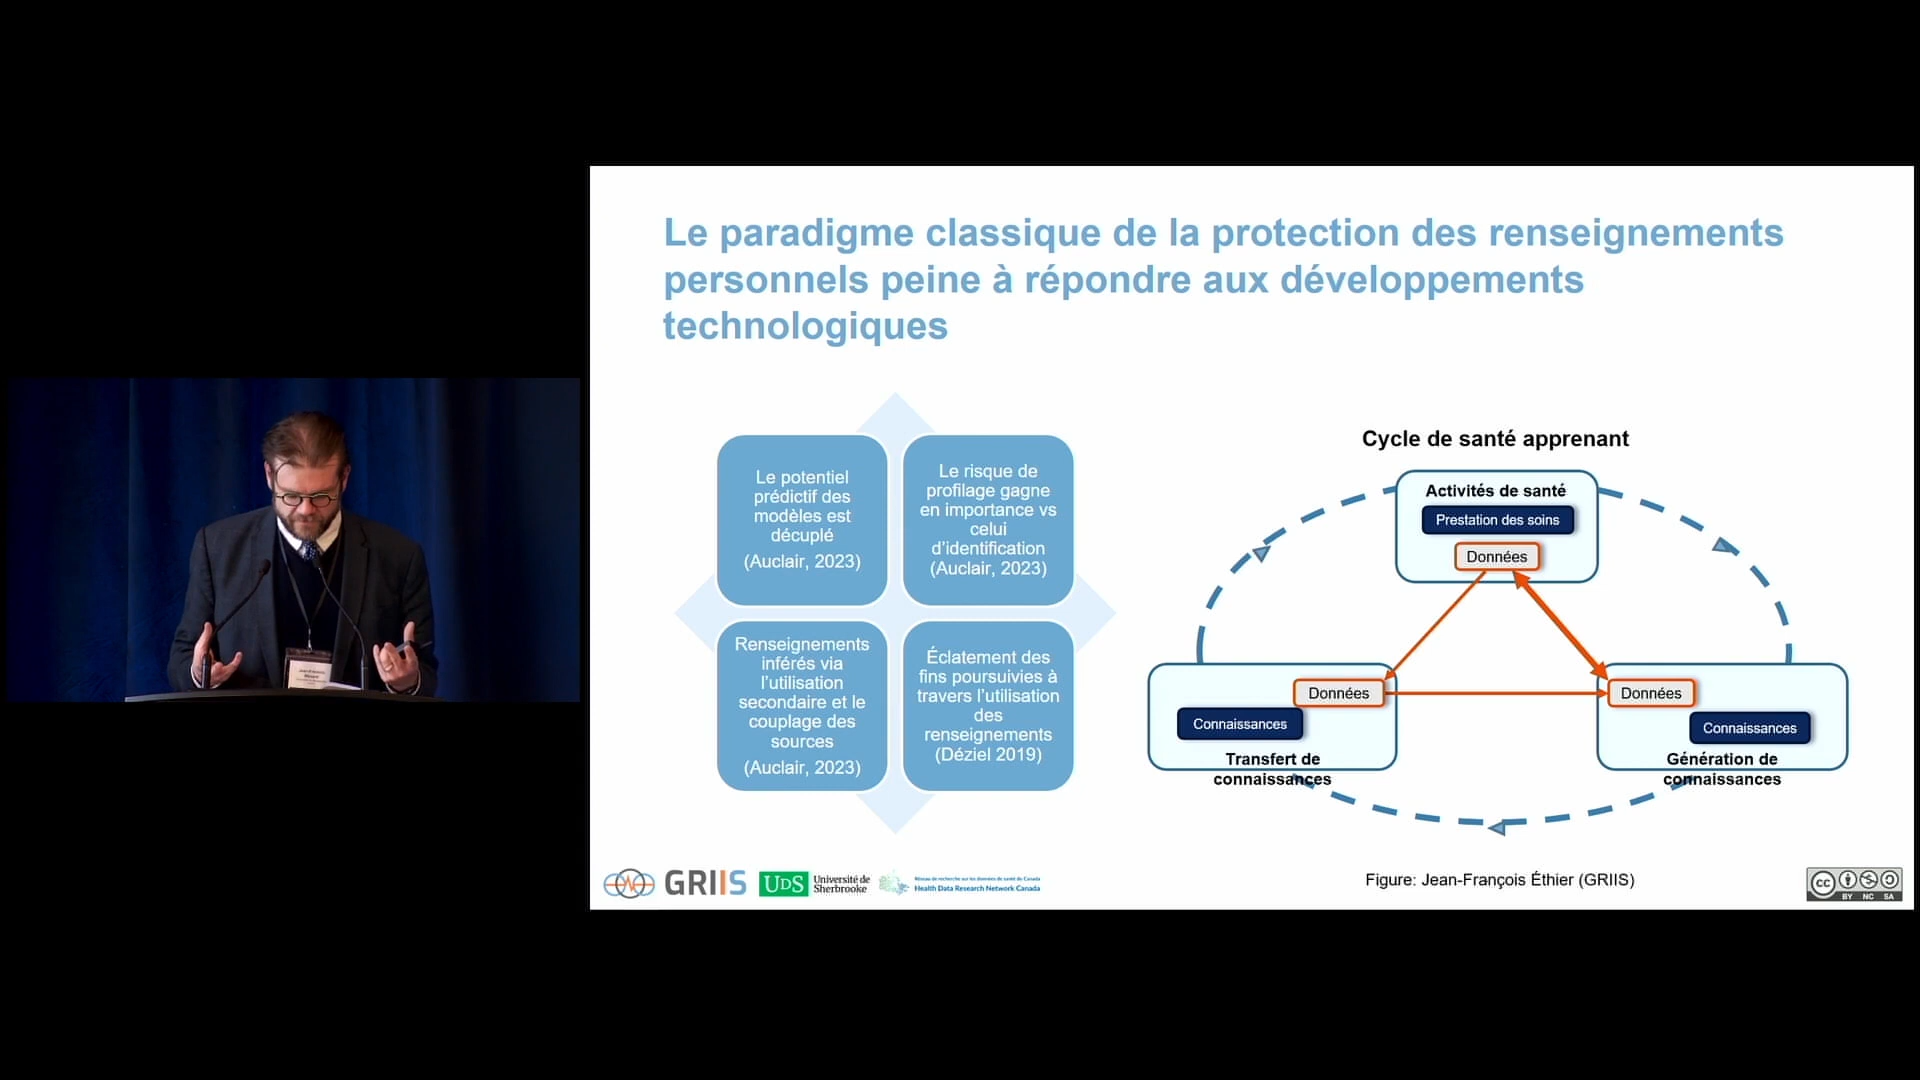 Le paradigme classique de la protection des renseignements
personnels peine à répondre aux développements
technologiques
Le potentiel
prédictif des
modèles est
décuplé
(Auclair, 2023)
Le risque de
profilage gagne
en importance vs
celui
d'identification
(Auclair, 2023)
Renseignements
inférés via
l'utilisation
secondaire et le
couplage des
sources
(Auclair, 2023)
Éclatement des
fins poursuivies à
travers l'utilisation
des
renseignements
(Déziel 2019)
Cycle de santé apprenant
Activités de santé
Prestation des soins
Données
Données
Connaissances
Transfert de
connaissances
Données
Connaissances
Génération de
connaissances
GRIIS
UDS
Université de
Sherbrooke
Réseau de recherche sur les données de santé du Canada
Health Data Research Network Canada
Figure: Jean-François Éthier (GRIIS)
cc
BY NC SA